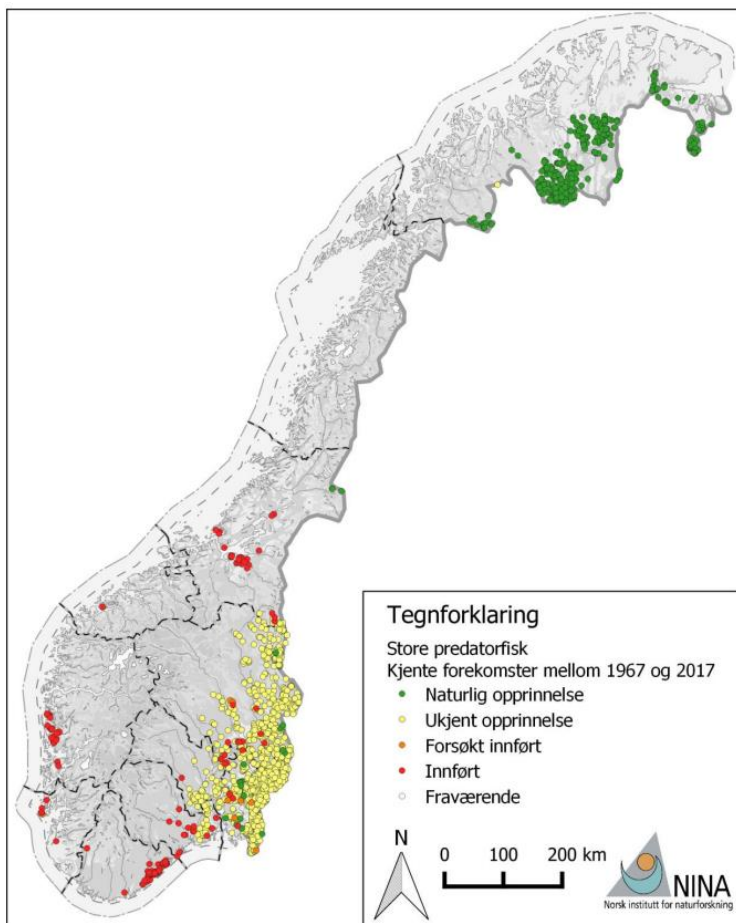 Tegnforklaring
Store predatorfisk
Kjente forekomster mellom 1967 og 2017
Naturlig opprinnelse
Ukjent opprinnelse
Forsøkt innført
Innført
Fraværende
N
0 100 200 km
NINA
Norsk institutt for naturforskning